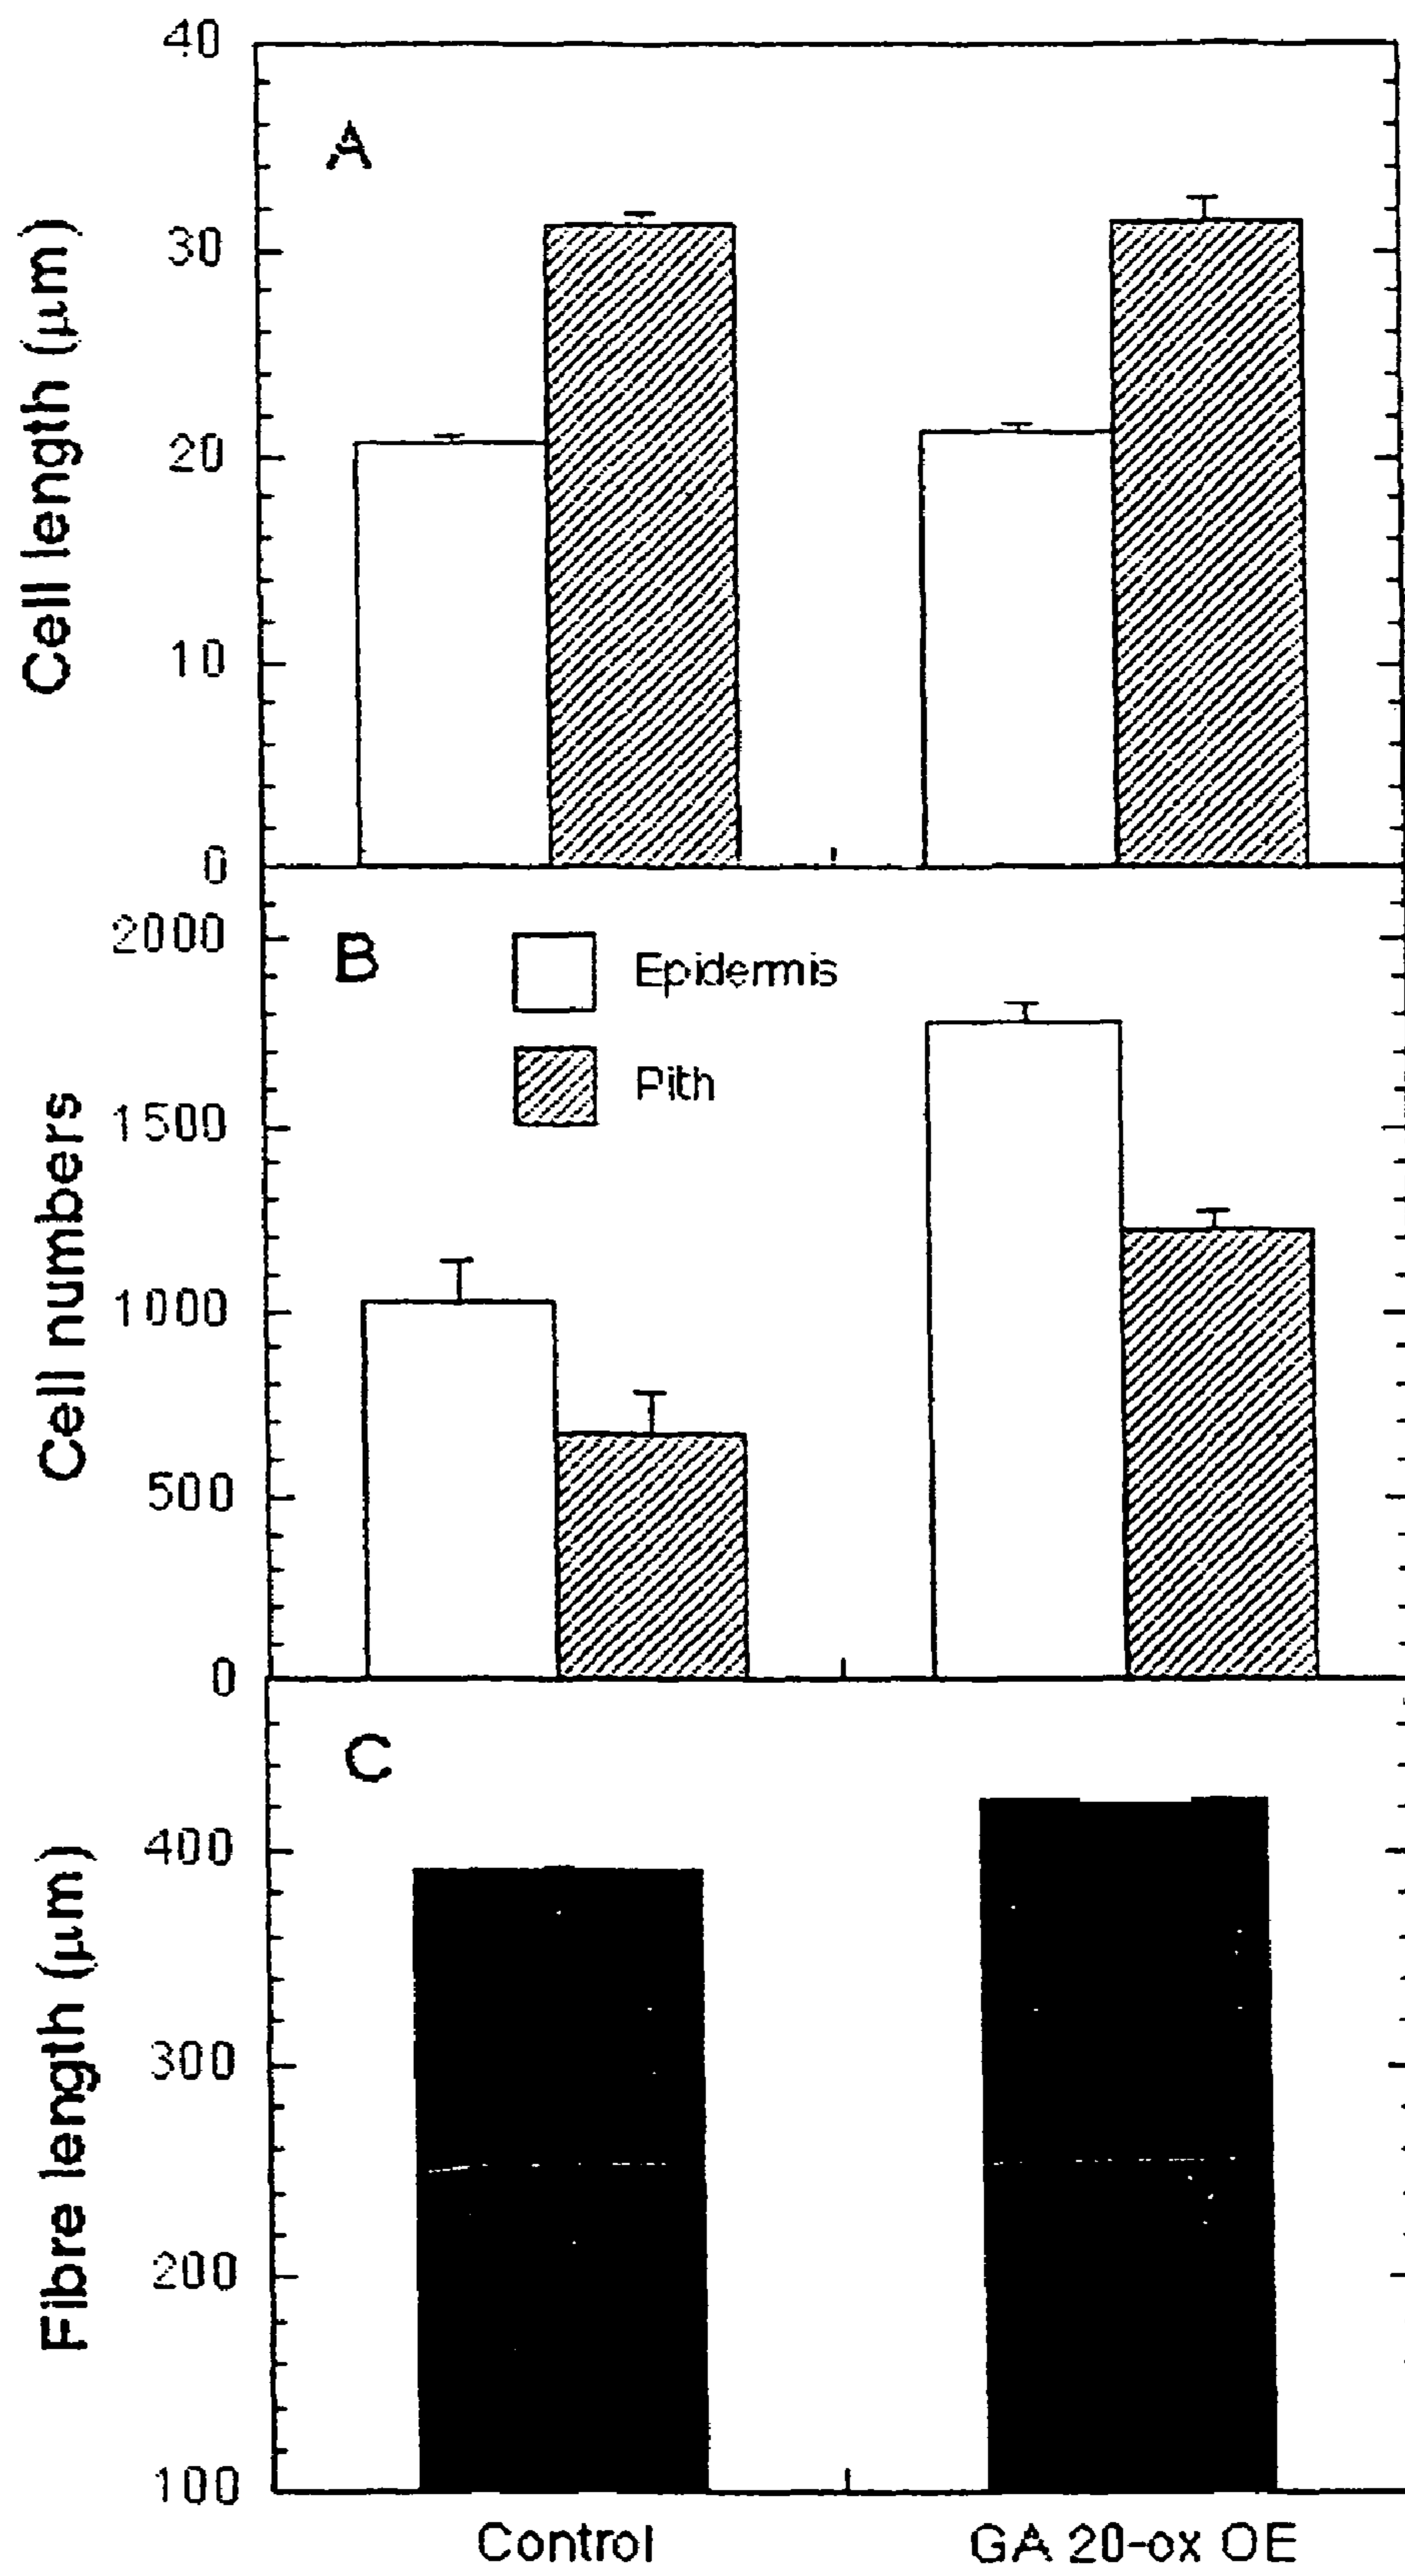 40
A
30
20
10
0
Cell length (µm)
2000
B
Epidermis
Pith
1500
1000
500
0
Cell numbers
C
400
300
200
100
Fibre length (µm)
Control
GA 20-ox OE